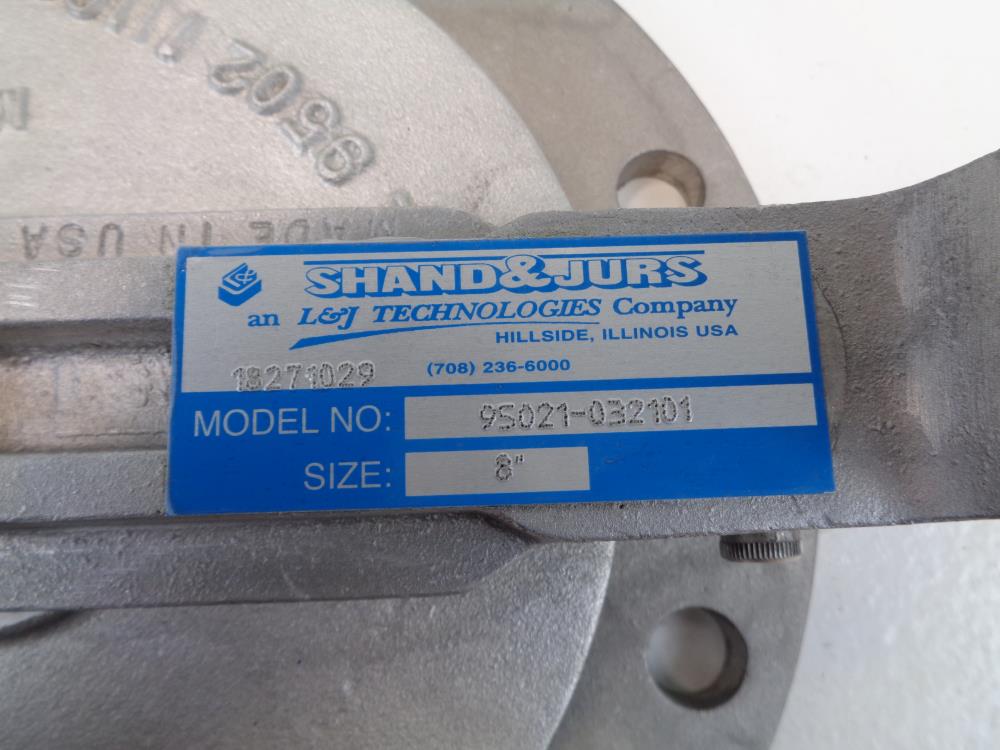 95021
MADE IN USA
SHAND&JURS
an L&J TECHNOLOGIES Company
HILLSIDE, ILLINOIS USA
18271029 (708) 236-6000
MODEL NO: 95021-032101
SIZE: 8"